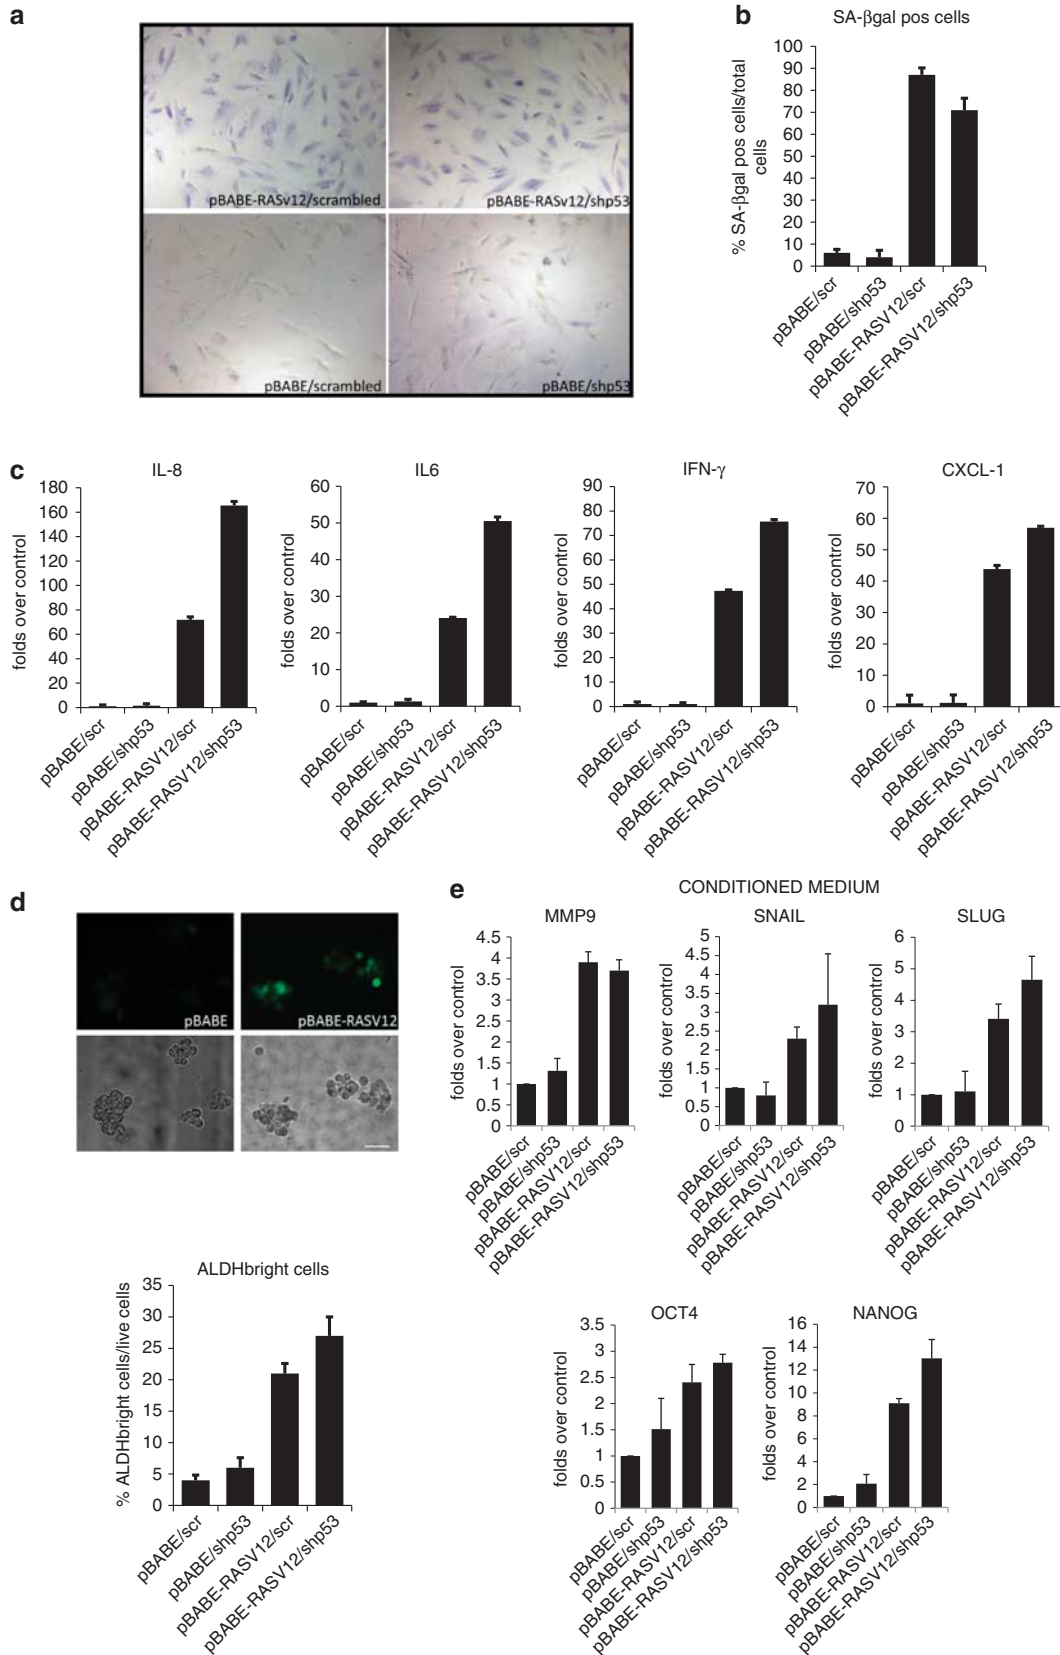 a
pBABE-RASv12/scrambled
pBABE-RASv12/shp53
pBABE/scrambled
pBABE/shp53
b
SA-βgal pos cells
% SA-βgal pos cells/total
cells
100
90
80
70
60
50
40
30
20
10
0
pBABE/scr
pBABE/shp53
pBABE-RASV12/scr
pBABE-RASV12/shp53
c
IL-8
folds over control
180
160
140
120
100
80
60
40
20
0
pBABE/scr
pBABE/shp53
pBABE-RASV12/scr
pBABE-RASV12/shp53
IL6
folds over control
60
50
40
30
20
10
0
pBABE/scr
pBABE/shp53
pBABE-RASV12/scr
pBABE-RASV12/shp53
IFN-γ
folds over control
90
80
70
60
50
40
30
20
10
0
pBABE/scr
pBABE/shp53
pBABE-RASV12/scr
pBABE-RASV12/shp53
CXCL-1
folds over control
70
60
50
40
30
20
10
0
pBABE/scr
pBABE/shp53
pBABE-RASV12/scr
pBABE-RASV12/shp53
d
pBABE
pBABE-RASV12
ALDHbright cells
% ALDHbright cells/live cells
35
30
25
20
15
10
5
0
pBABE/scr
pBABE/shp53
pBABE-RASV12/scr
pBABE-RASV12/shp53
e
CONDITIONED MEDIUM
MMP9
folds over control
4.5
4
3.5
3
2.5
2
1.5
1
0.5
0
pBABE/scr
pBABE/shp53
pBABE-RASV12/scr
pBABE-RASV12/shp53
SNAIL
folds over control
5
4.5
4
3.5
3
2.5
2
1.5
1
0.5
0
pBABE/scr
pBABE/shp53
pBABE-RASV12/scr
pBABE-RASV12/shp53
SLUG
folds over control
6
5
4
3
2
1
0
pBABE/scr
pBABE/shp53
pBABE-RASV12/scr
pBABE-RASV12/shp53
OCT4
folds over control
3.5
3
2.5
2
1.5
1
0.5
0
pBABE/scr
pBABE/shp53
pBABE-RASV12/scr
pBABE-RASV12/shp53
NANOG
folds over control
16
14
12
10
8
6
4
2
0
pBABE/scr
pBABE/shp53
pBABE-RASV12/scr
pBABE-RASV12/shp53